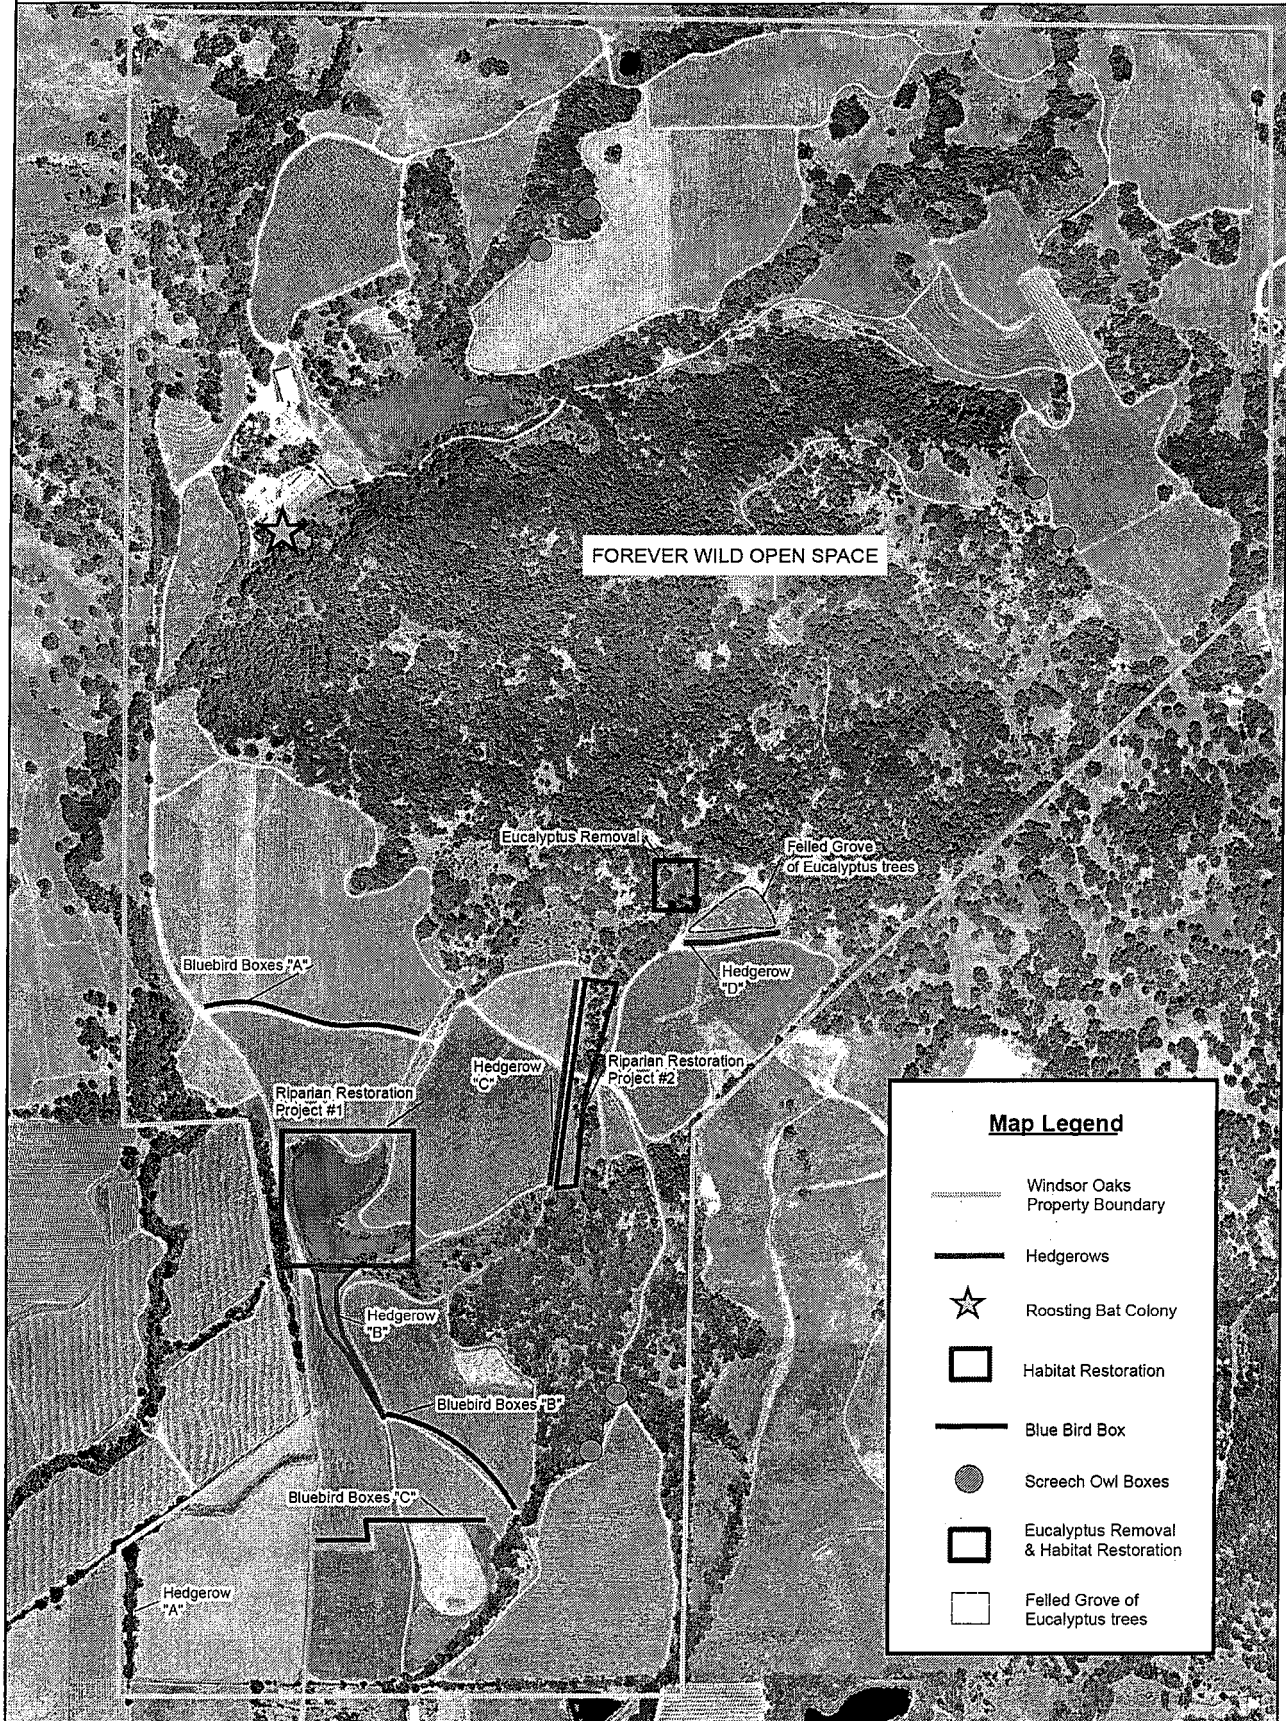 FOREVER WILD OPEN SPACE
Eucalyptus Removal
Felled Grove
of Eucalyptus trees
Bluebird Boxes "A"
Hedgerow
"D"
Hedgerow
"C"
Riparian Restoration
Project #2
Riparian Restoration
Project #1
Hedgerow
"B"
Bluebird Boxes "B"
Bluebird Boxes "C"
Hedgerow
"A"
Map Legend
Windsor Oaks
Property Boundary
Hedgerows
Roosting Bat Colony
Habitat Restoration
Blue Bird Box
Screech Owl Boxes
Eucalyptus Removal
& Habitat Restoration
Felled Grove of
Eucalyptus trees